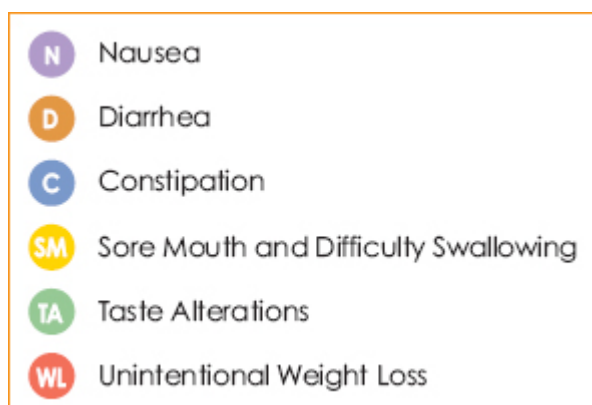 N Nausea
D Diarrhea
C Constipation
SM Sore Mouth and Difficulty Swallowing
TA Taste Alterations
WL Unintentional Weight Loss